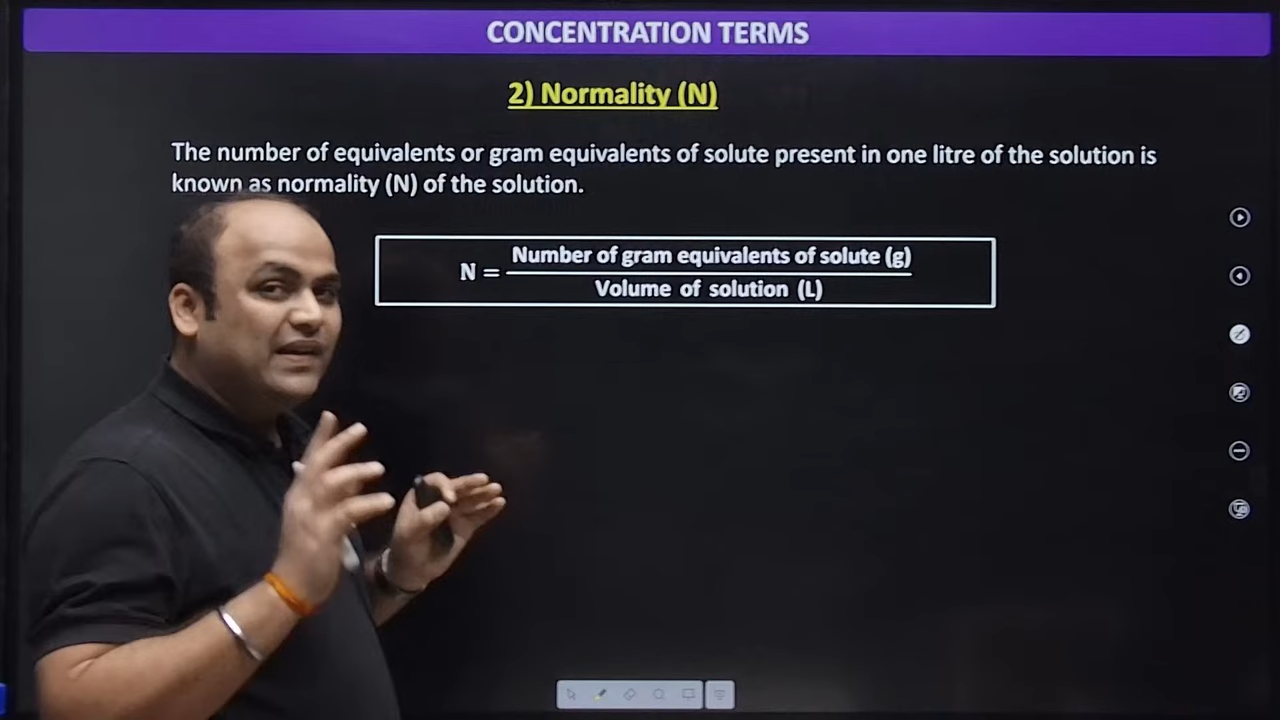 CONCENTRATION TERMS
2) Normality (N)
The number of equivalents or gram equivalents of solute present in one litre of the solution is
known as normality (N) of the solution.
N = Number of gram equivalents of solute (g)
Volume of solution (L)